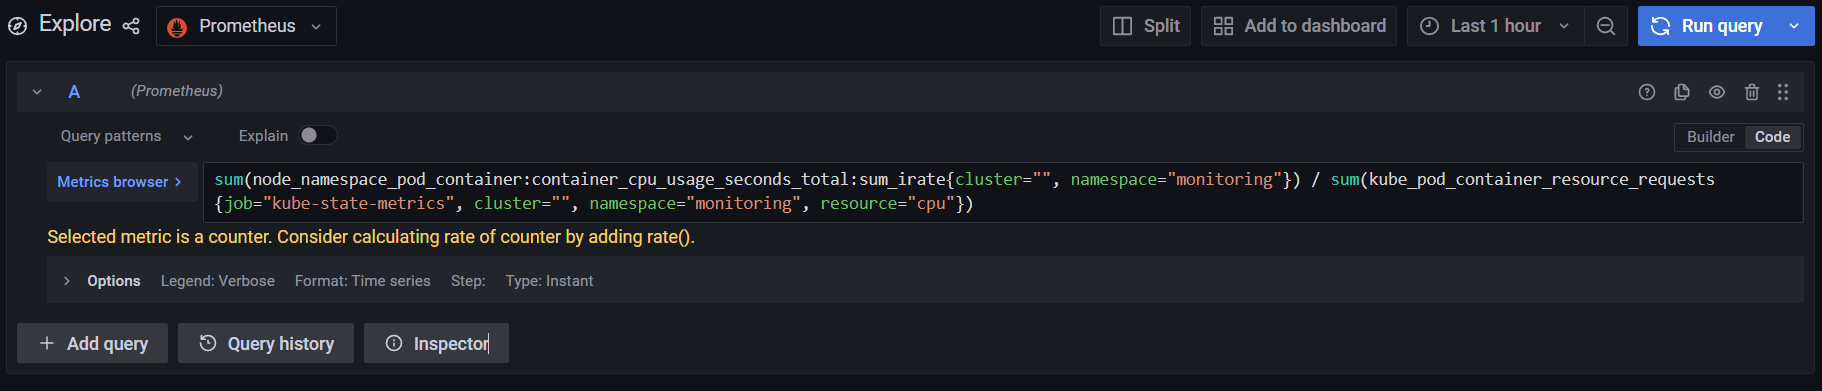 Explore Prometheus Split Add to dashboard Last 1 hour Run query
A (Prometheus)
Query patterns Explain Builder Code
Metrics browser > sum(node_namespace_pod_container:container_cpu_usage_seconds_total:sum_irate{cluster="", namespace="monitoring"}) / sum(kube_pod_container_resource_requests
{job="kube-state-metrics", cluster="", namespace="monitoring", resource="cpu"})
Selected metric is a counter. Consider calculating rate of counter by adding rate().
> Options Legend: Verbose Format: Time series Step: Type: Instant
+ Add query Query history Inspector